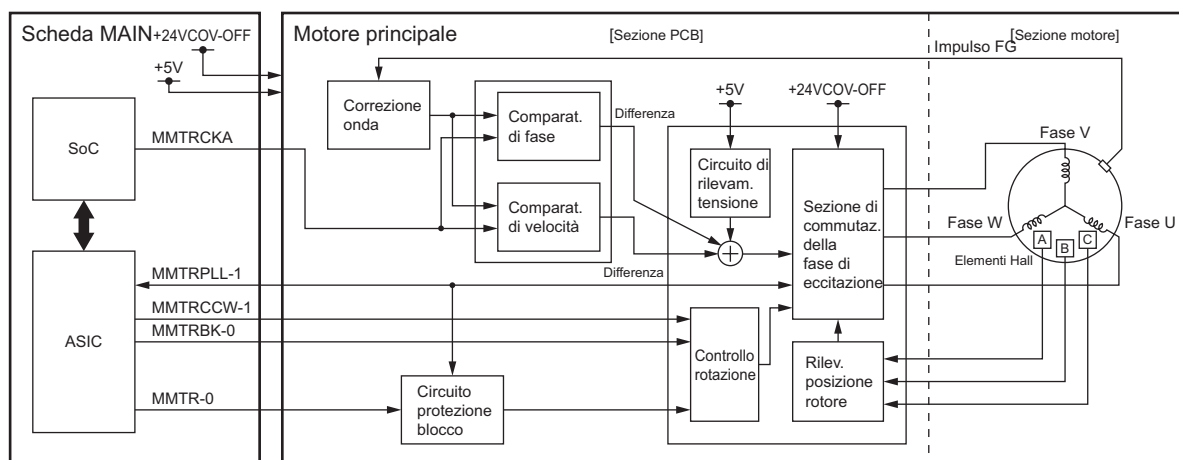 Scheda MAIN
+24VCOV-OFF
+5V
SoC
MMTRCKA
ASIC
MMTRPLL-1
MMTRCCW-1
MMTRBK-0
MMTR-0
Motore principale
[Sezione PCB]
[Sezione motore]
Impulso FG
Correzione
onda
Comparat.
di fase
Differenza
Comparat.
di velocità
Differenza
+5V
+24VCOV-OFF
Circuito di
rilevam.
tensione
Sezione di
commutaz.
della
fase di
eccitazione
Controllo
rotazione
Rilev.
posizione
rotore
Circuito
protezione
blocco
Fase V
Fase W
Fase U
A
B
C
Elementi Hall